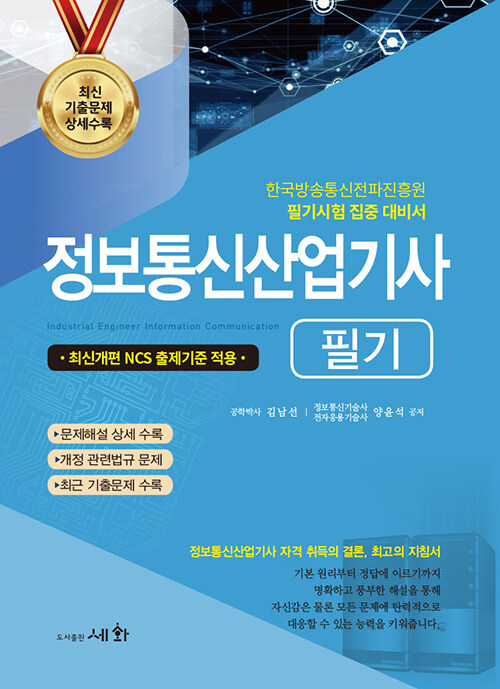 최신
기출문제
상세수록
한국방송통신전파진흥원
필기시험 집중 대비서
정보통신산업기사
Industrial Engineer Information Communication
필기
• 최신개편 NCS 출제기준 적용 •
공학박사 김남선 | 정보통신기술사 전자응용기술사 양윤석 공저
▶문제해설 상세 수록
▶개정 관련법규 문제
▶최근 기출문제 수록
정보통신산업기사 자격 취득의 결론, 최고의 지침서
기본 원리부터 정답에 이르기까지
명확하고 풍부한 해설을 통해
자신감은 물론 모든 문제에 탄력적으로
대응할 수 있는 능력을 키워줍니다.
도서출판 세화